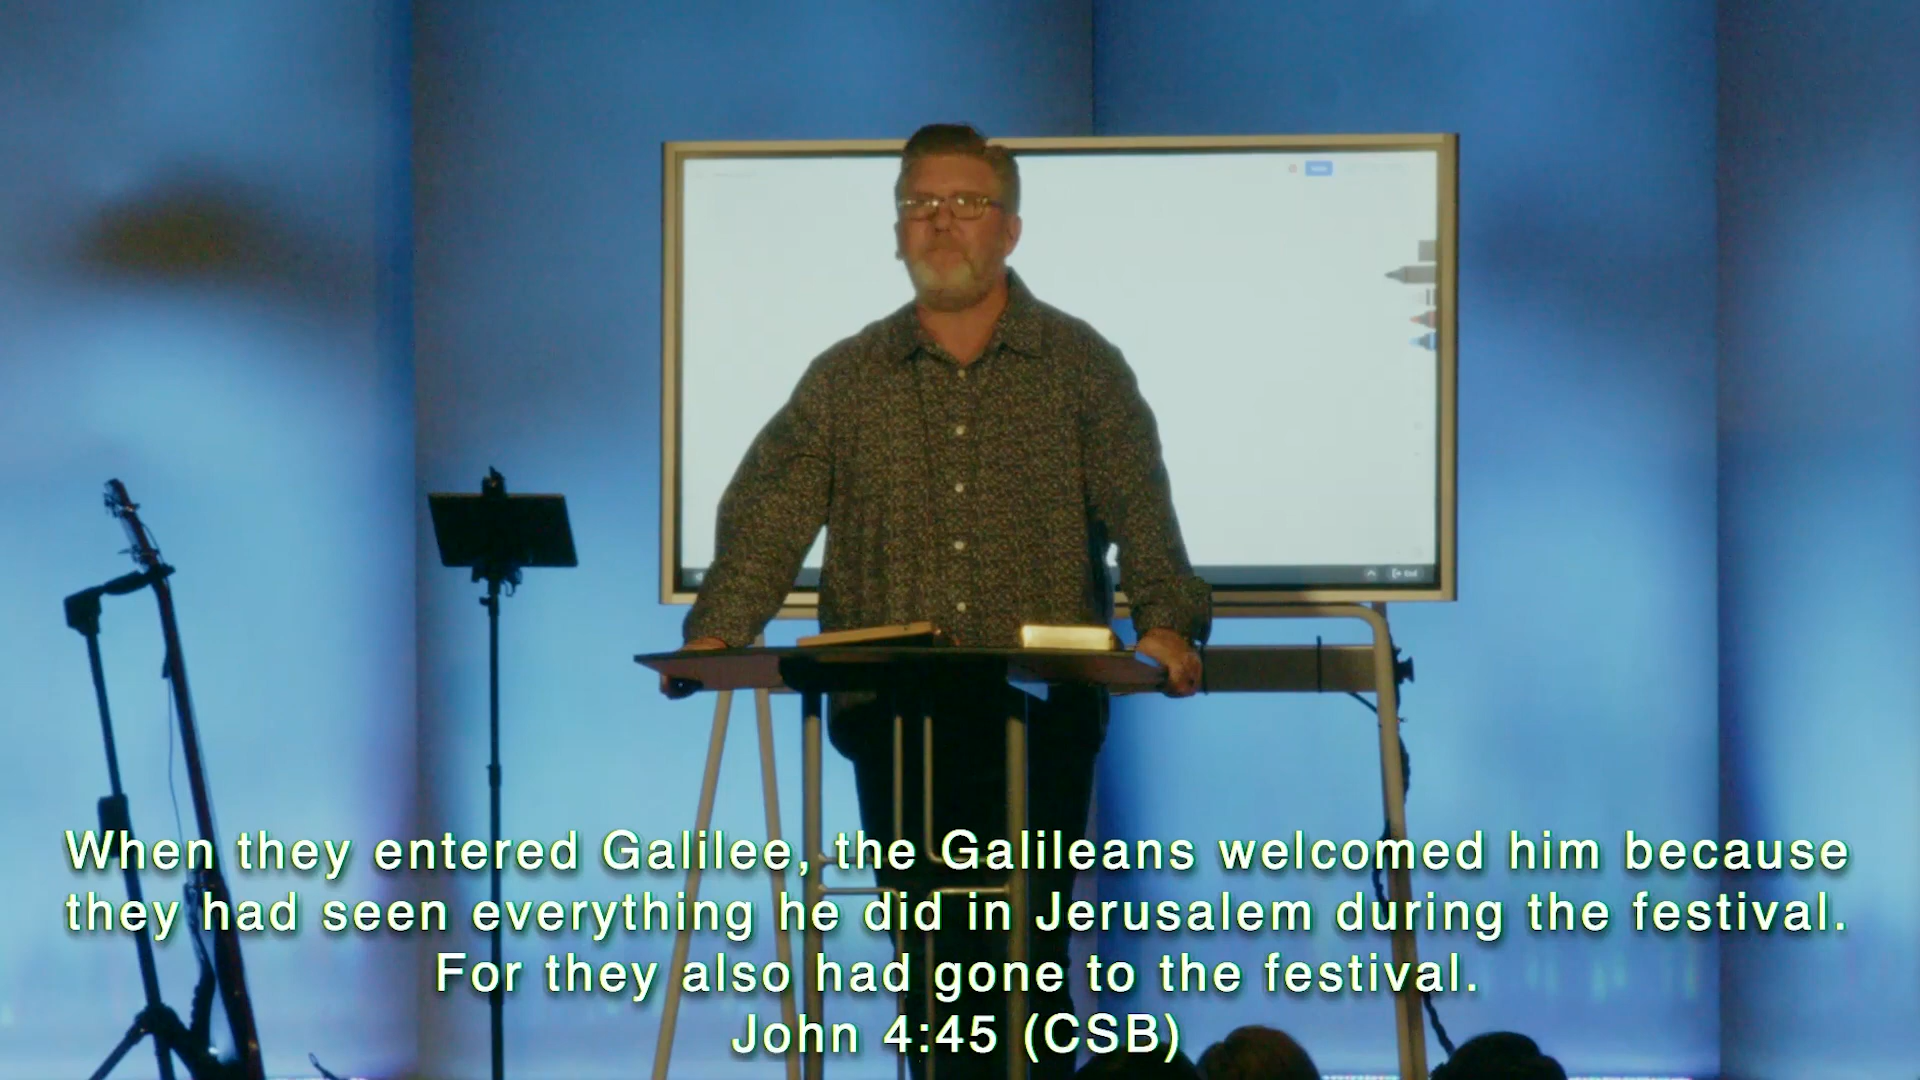 When they entered Galilee, the Galileans welcomed him because
they had seen everything he did in Jerusalem during the festival.
For they also had gone to the festival.
John 4:45 (CSB)